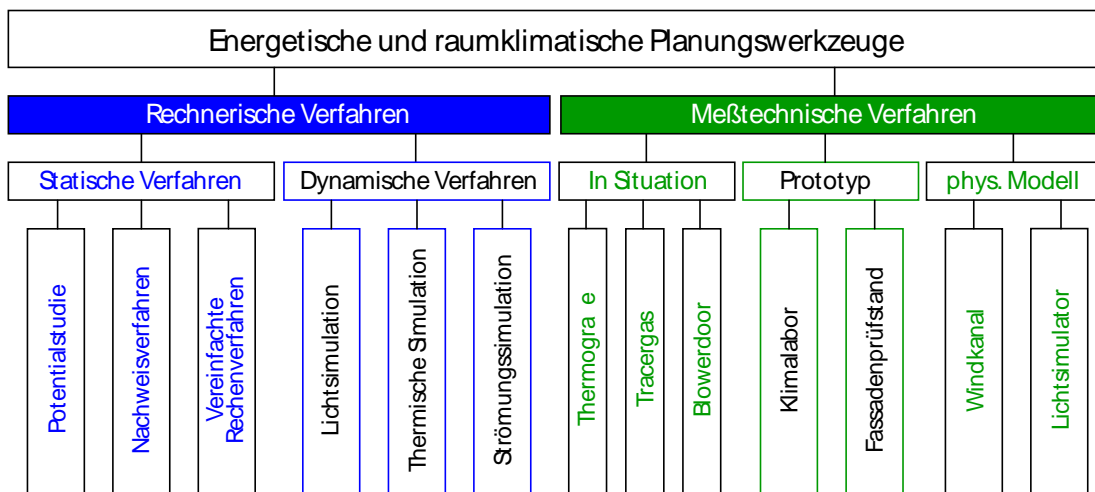 Energetische und raumklimatische Planungswerkzeuge
Rechnerische Verfahren
Meßtechnische Verfahren
Statische Verfahren
Dynamische Verfahren
In Situation
Prototyp
phys. Modell
Potentialstudie
Nachweisverfahren
Vereinfachte
Rechenverfahren
Lichtsimulation
Thermische Simulation
Strömungssimulation
Thermogra e
Tracergas
Blowerdoor
Klimalabor
Fassadenprüfstand
Windkanal
Lichtsimulator